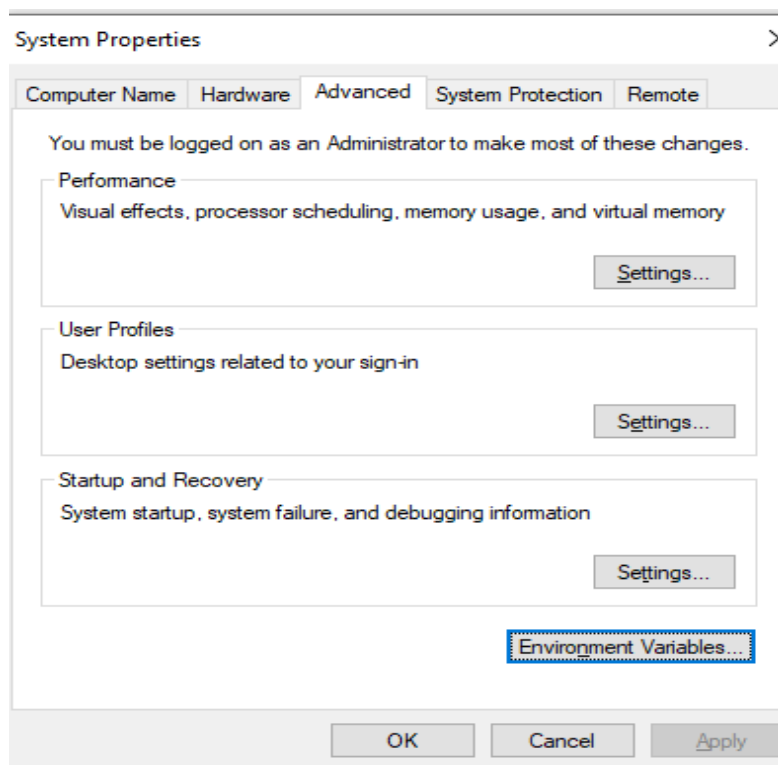 System Properties
Computer Name Hardware Advanced System Protection Remote
You must be logged on as an Administrator to make most of these changes.
Performance
Visual effects, processor scheduling, memory usage, and virtual memory
Settings...
User Profiles
Desktop settings related to your sign-in
Settings...
Startup and Recovery
System startup, system failure, and debugging information
Settings...
Environment Variables...
OK Cancel Apply